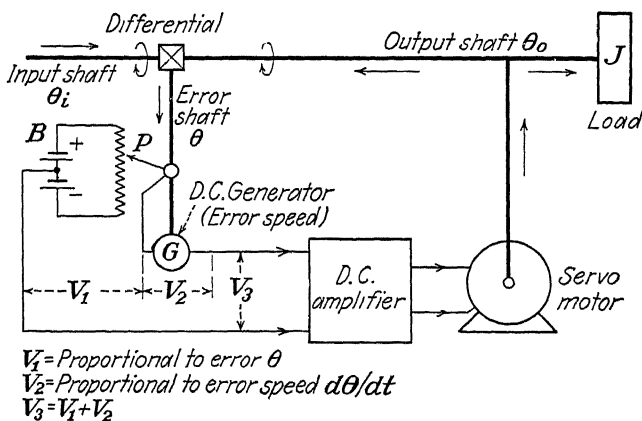 Differential
Input shaft
θi
Output shaft θo
J
Load
Error
shaft
θ
B
+
−
P
D.C. Generator
(Error speed)
G
V₁
V₂
V₃
D.C.
amplifier
Servo
motor
V₁=Proportional to error θ
V₂=Proportional to error speed dθ/dt
V₃=V₁+V₂